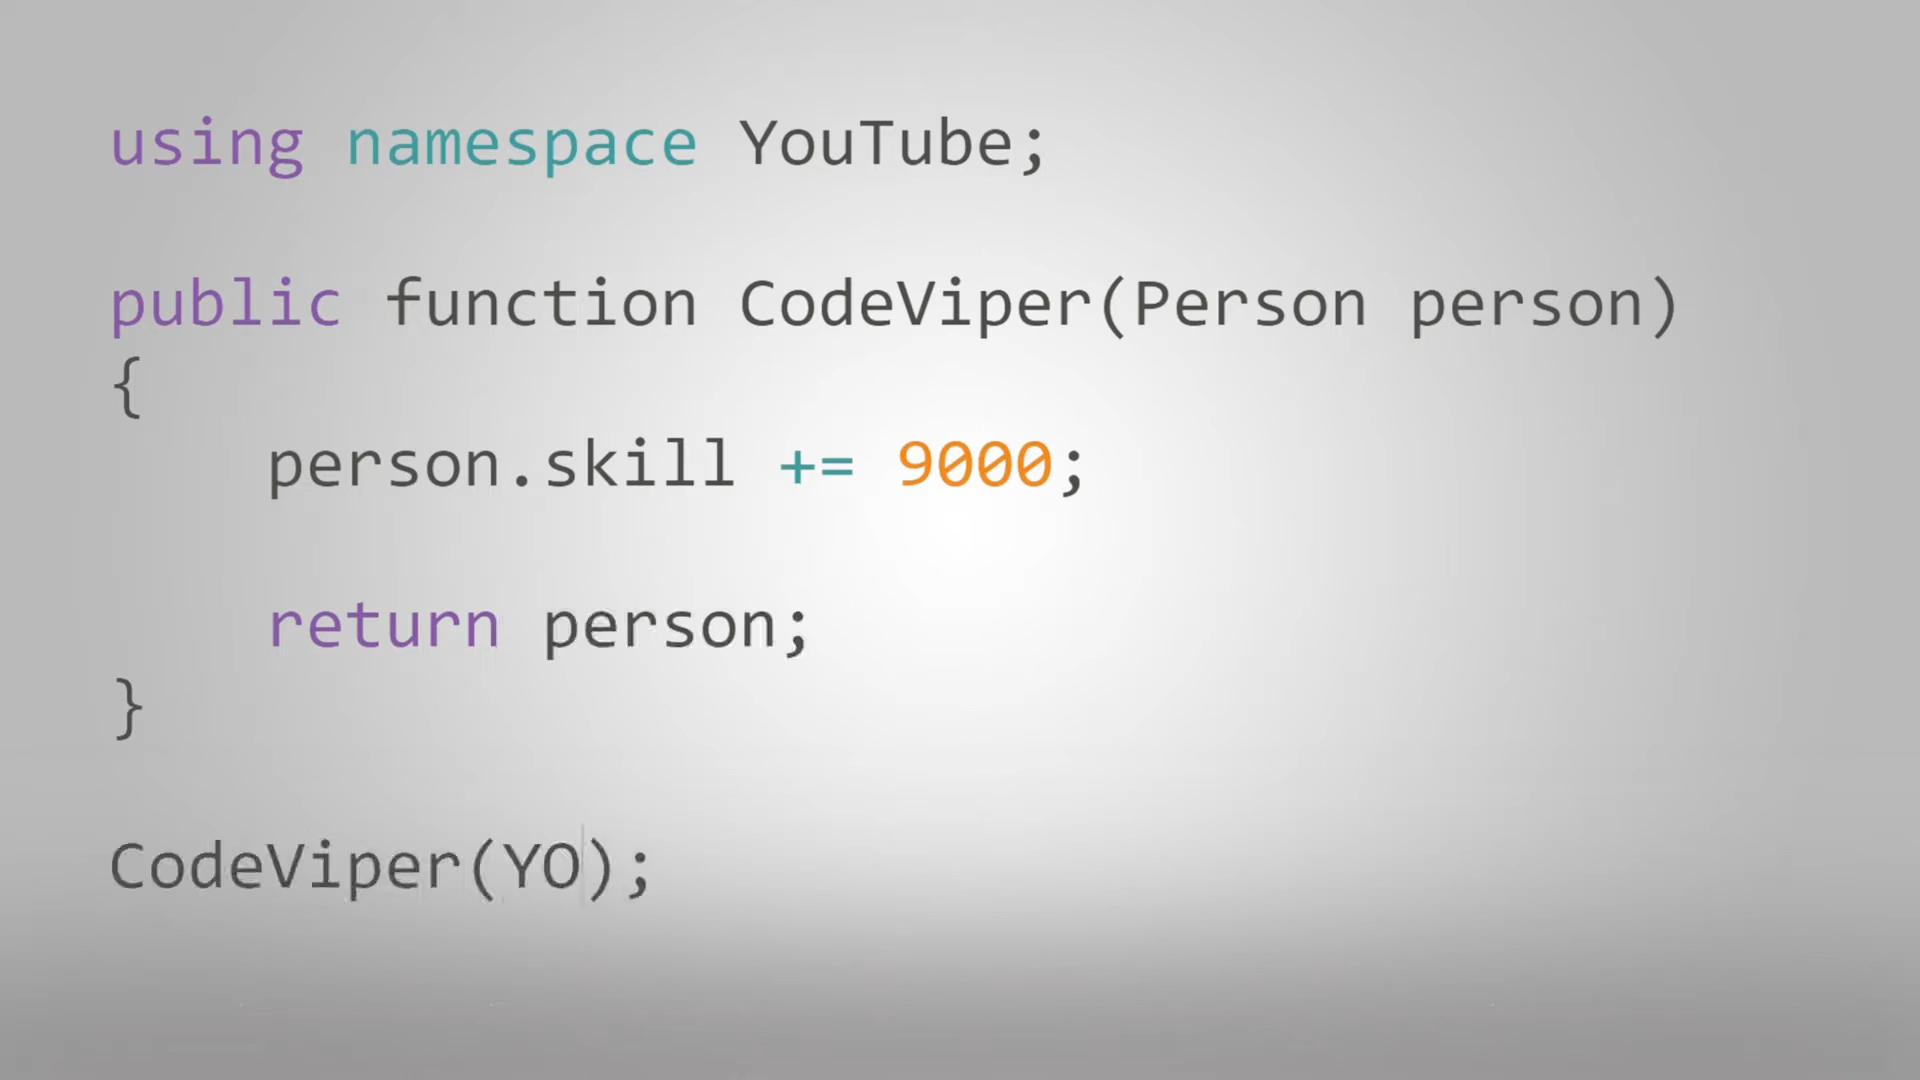 using namespace YouTube;
public function CodeViper(Person person)
{
person.skill += 9000;
return person;
}
CodeViper(YO);